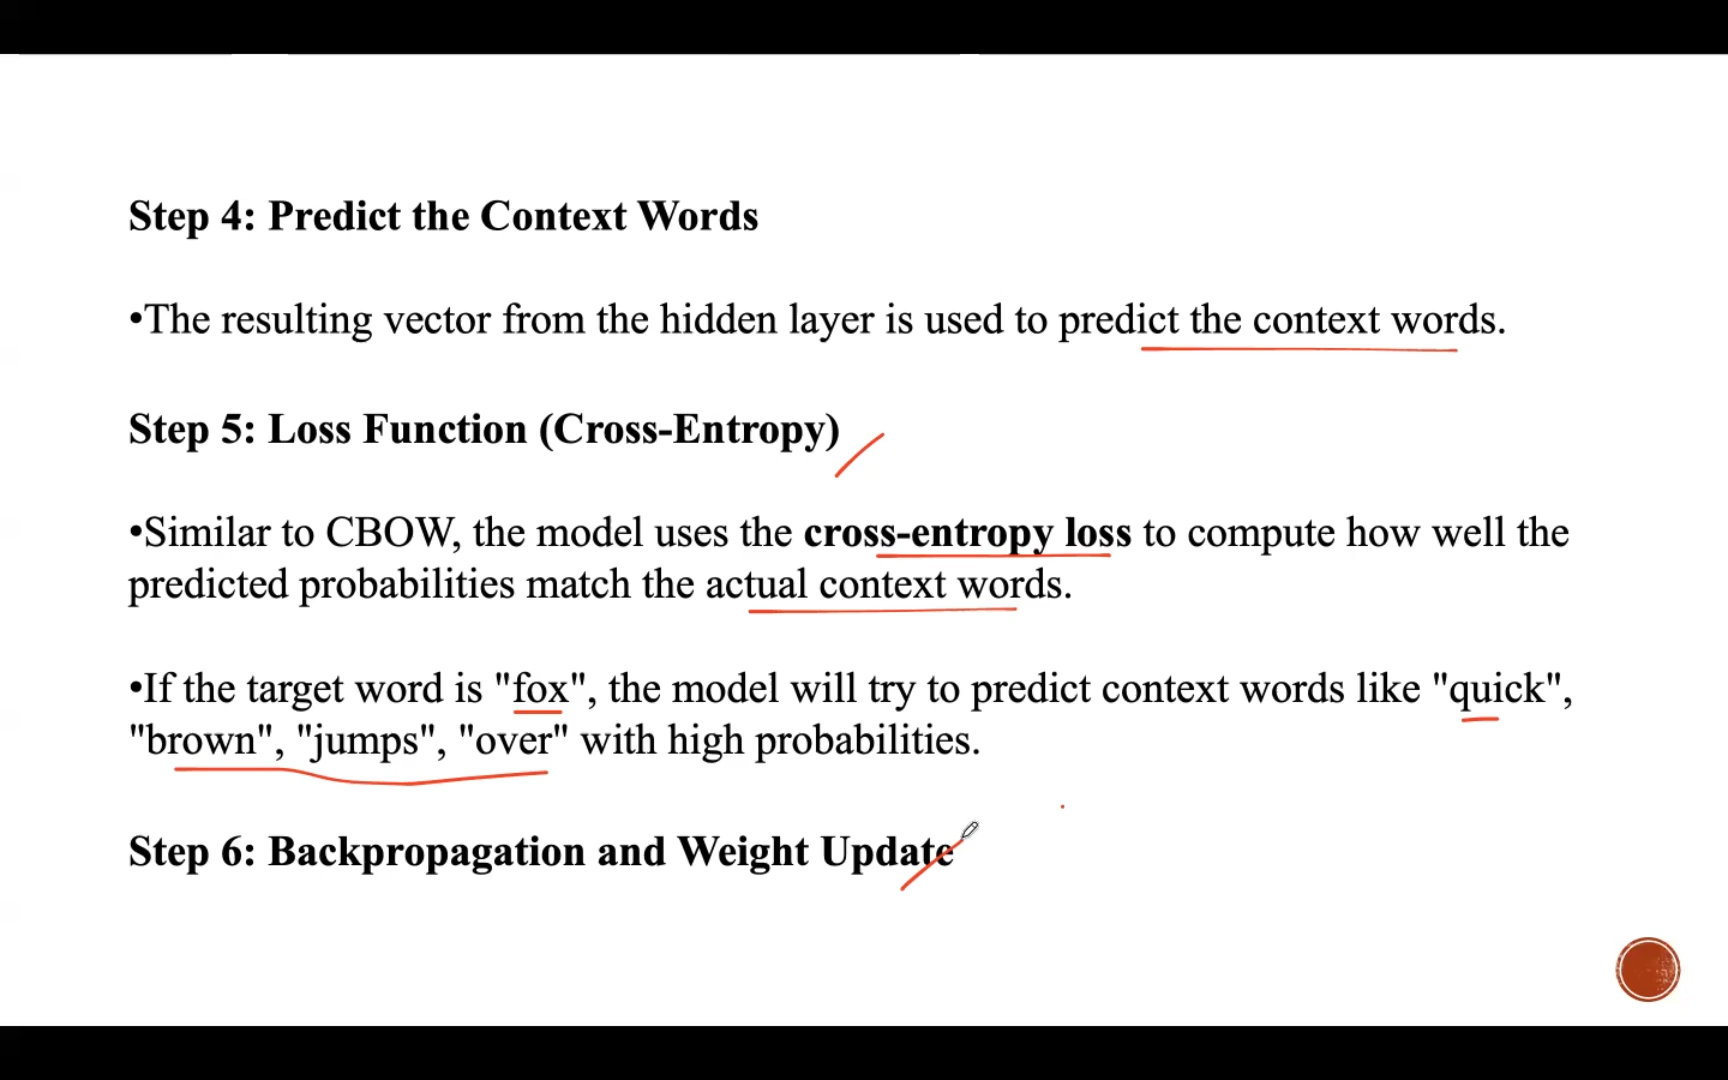 Step 4: Predict the Context Words
•The resulting vector from the hidden layer is used to predict the context words.
Step 5: Loss Function (Cross-Entropy)
•Similar to CBOW, the model uses the cross-entropy loss to compute how well the
predicted probabilities match the actual context words.
•If the target word is "fox", the model will try to predict context words like "quick",
"brown", "jumps", "over" with high probabilities.
Step 6: Backpropagation and Weight Update